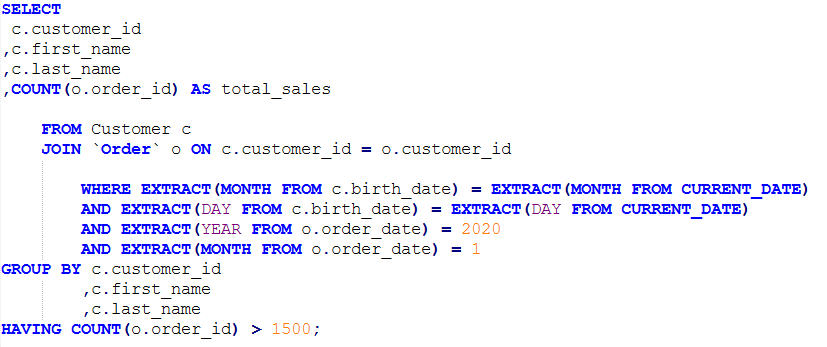 SELECT
c.customer_id
,c.first_name
,c.last_name
,COUNT(o.order_id) AS total_sales
FROM Customer c
JOIN `Order` o ON c.customer_id = o.customer_id
WHERE EXTRACT(MONTH FROM c.birth_date) = EXTRACT(MONTH FROM CURRENT_DATE)
AND EXTRACT(DAY FROM c.birth_date) = EXTRACT(DAY FROM CURRENT_DATE)
AND EXTRACT(YEAR FROM o.order_date) = 2020
AND EXTRACT(MONTH FROM o.order_date) = 1
GROUP BY c.customer_id
,c.first_name
,c.last_name
HAVING COUNT(o.order_id) > 1500;